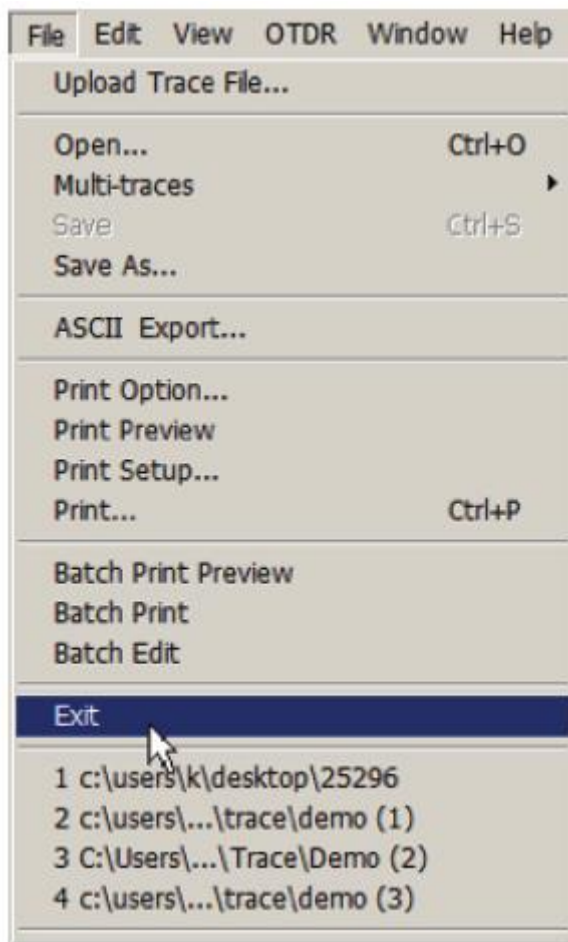 File Edit View OTDR Window Help
Upload Trace File...
Open... Ctrl+O
Multi-traces
Save Ctrl+S
Save As...
ASCII Export...
Print Option...
Print Preview
Print Setup...
Print... Ctrl+P
Batch Print Preview
Batch Print
Batch Edit
Exit
1 c:\users\k\desktop\25296
2 c:\users\...\trace\demo (1)
3 C:\Users\...\Trace\Demo (2)
4 c:\users\...\trace\demo (3)